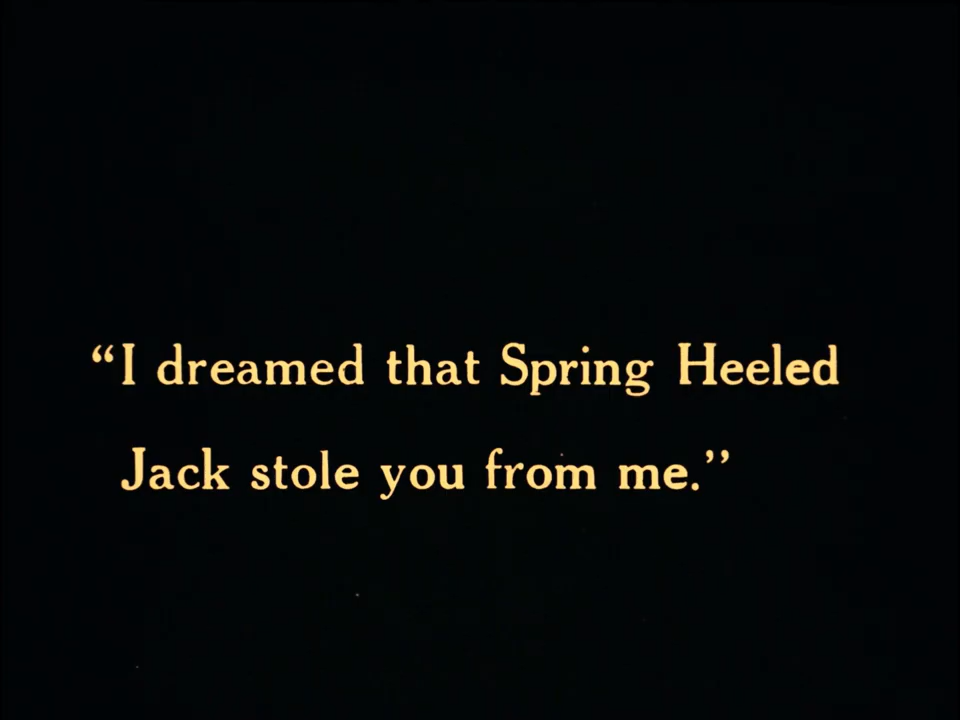 “I dreamed that Spring Heeled
Jack stole you from me.”